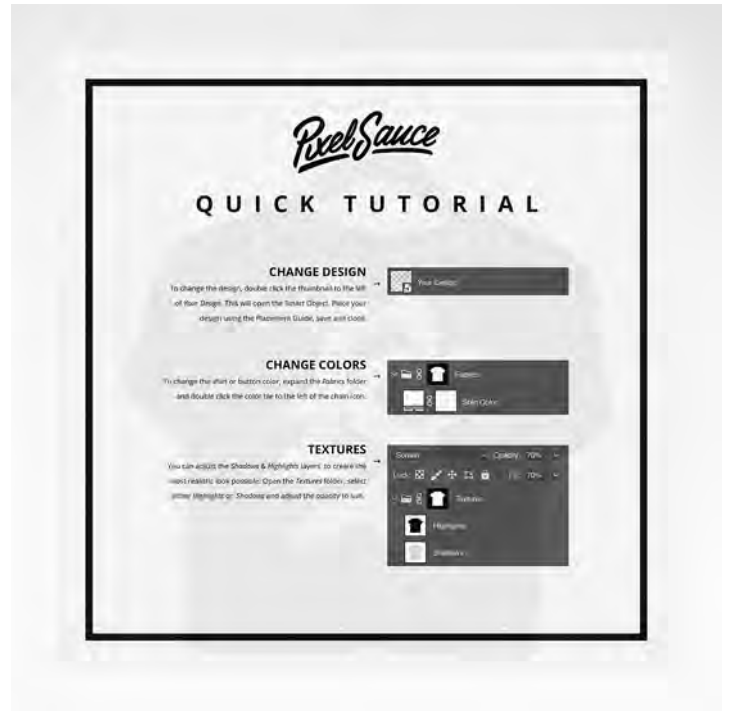 PixelSauce
QUICK TUTORIAL
CHANGE DESIGN
To change the design, double click the thumbnail to the left
of Your Design. This will open the Smart Object. Place your
design using the Placement Guide, save and close.
→
Your Design
CHANGE COLORS
To change the shirt or button color, expand the Fabrics folder
and double click the color tile to the left of the chain icon.
→
Fabrics
Shirt Color
TEXTURES
You can adjust the Shadows & Highlights layers, to create the
most realistic look possible. Open the Textures folder, select
either Highlights or Shadows and adjust the opacity to suit.
→
Screen Opacity: 70%
Lock: Fill: 70%
Textures
Highlights
Shadows